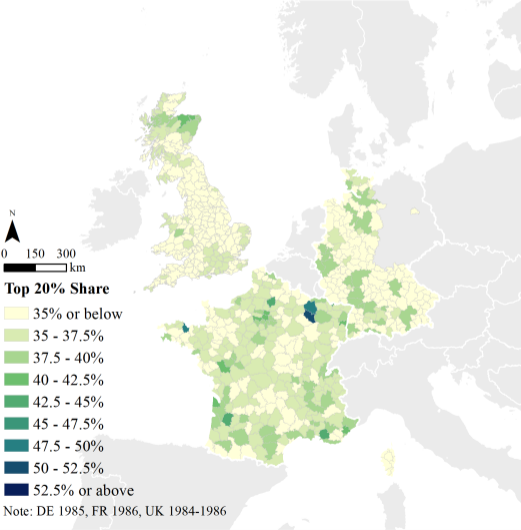 N
0 150 300
km
Top 20% Share
35% or below
35 - 37.5%
37.5 - 40%
40 - 42.5%
42.5 - 45%
45 - 47.5%
47.5 - 50%
50 - 52.5%
52.5% or above
Note: DE 1985, FR 1986, UK 1984-1986